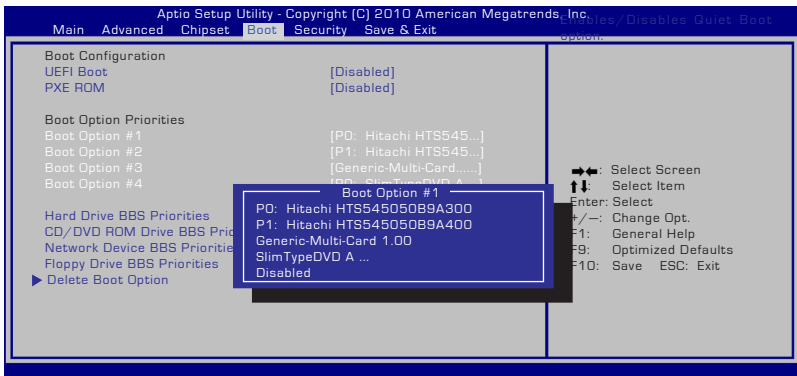 Aptio Setup Utility - Copyright (C) 2010 American Megatrends, Inc.
Main Advanced Chipset Boot Security Save & Exit
Enables/Disables Quiet Boot
option.
Boot Configuration
UEFI Boot [Disabled]
PXE ROM [Disabled]
Boot Option Priorities
Boot Option #1 [P0: Hitachi HTS545...]
Boot Option #2 [P1: Hitachi HTS545...]
Boot Option #3 [Generic-Multi-Card......]
Boot Option #4 [P0: SlimTypeDVD A...]
Hard Drive BBS Priorities
CD/DVD ROM Drive BBS Prio
Network Device BBS Priorities
Floppy Drive BBS Priorities
Delete Boot Option
Boot Option #1
P0: Hitachi HTS545050B9A300
P1: Hitachi HTS545050B9A400
Generic-Multi-Card 1.00
SlimTypeDVD A ...
Disabled
➡⬅: Select Screen
⬆⬇: Select Item
Enter: Select
+/—: Change Opt.
F1: General Help
F9: Optimized Defaults
F10: Save ESC: Exit